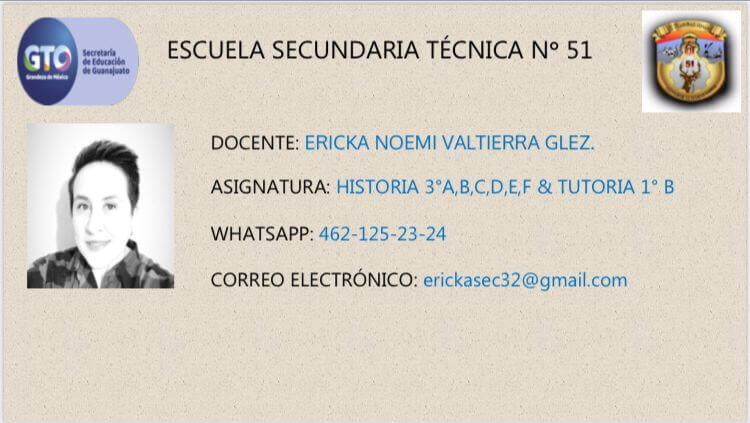 GTO
Grandeza de México
Secretaría
de Educación
de Guanajuato
ESCUELA SECUNDARIA TÉCNICA N° 51
51
DOCENTE: ERICKA NOEMI VALTIERRA GLEZ.
ASIGNATURA: HISTORIA 3°A,B,C,D,E,F & TUTORIA 1° B
WHATSAPP: 462-125-23-24
CORREO ELECTRÓNICO: erickasec32@gmail.com